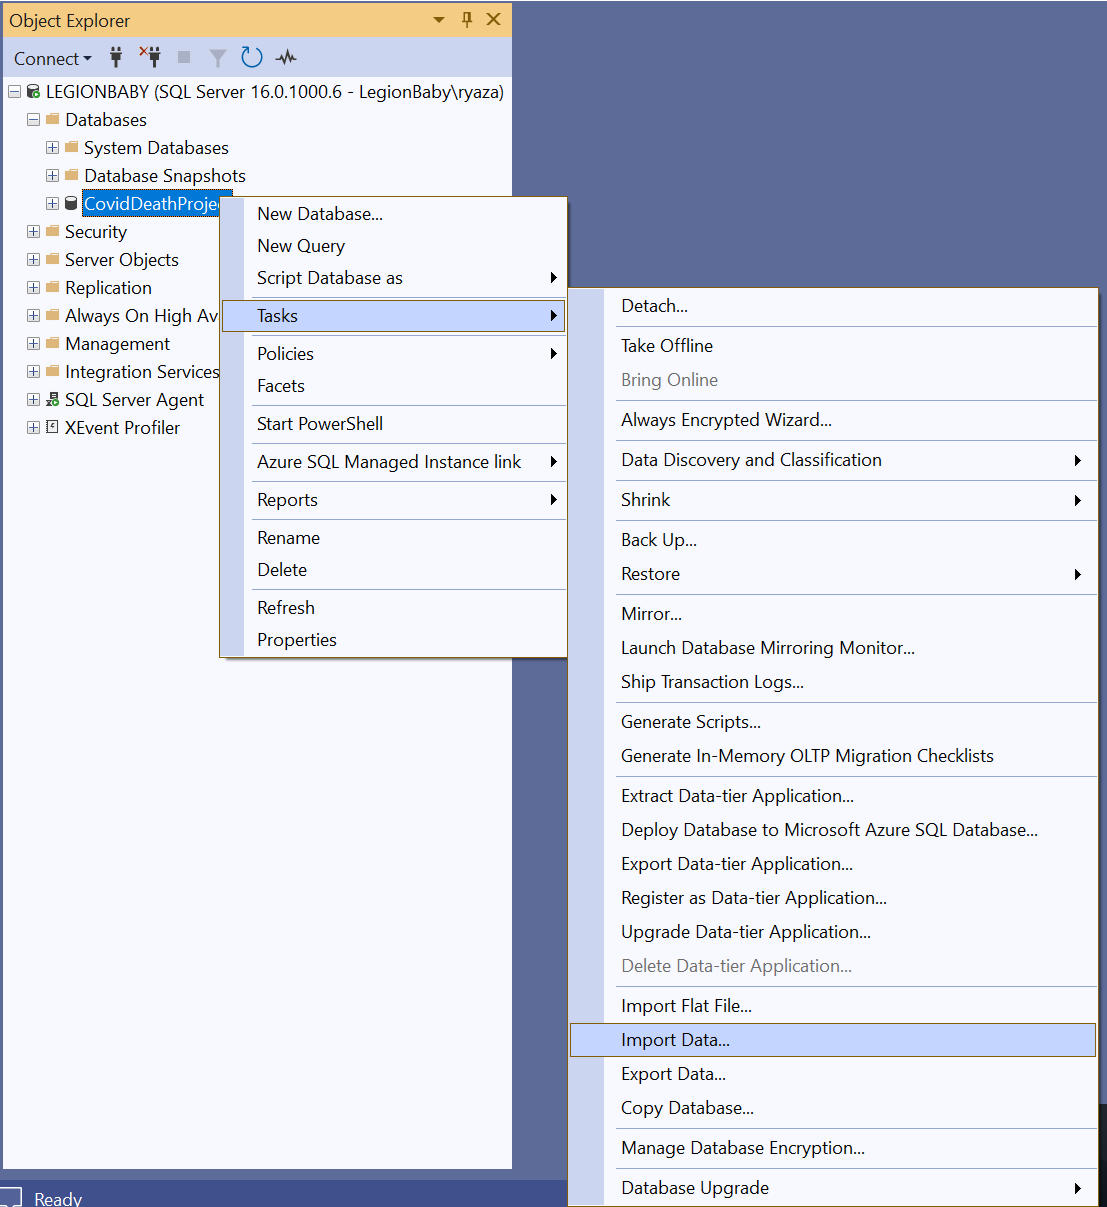 Object Explorer
Connect
LEGIONBABY (SQL Server 16.0.1000.6 - LegionBaby\ryaza)
Databases
System Databases
Database Snapshots
CovidDeathProje
Security
Server Objects
Replication
Always On High Av
Management
Integration Services
SQL Server Agent
XEvent Profiler
New Database...
New Query
Script Database as
Tasks
Policies
Facets
Start PowerShell
Azure SQL Managed Instance link
Reports
Rename
Delete
Refresh
Properties
Detach...
Take Offline
Bring Online
Always Encrypted Wizard...
Data Discovery and Classification
Shrink
Back Up...
Restore
Mirror...
Launch Database Mirroring Monitor...
Ship Transaction Logs...
Generate Scripts...
Generate In-Memory OLTP Migration Checklists
Extract Data-tier Application...
Deploy Database to Microsoft Azure SQL Database...
Export Data-tier Application...
Register as Data-tier Application...
Upgrade Data-tier Application...
Delete Data-tier Application...
Import Flat File...
Import Data...
Export Data...
Copy Database...
Manage Database Encryption...
Database Upgrade
Ready